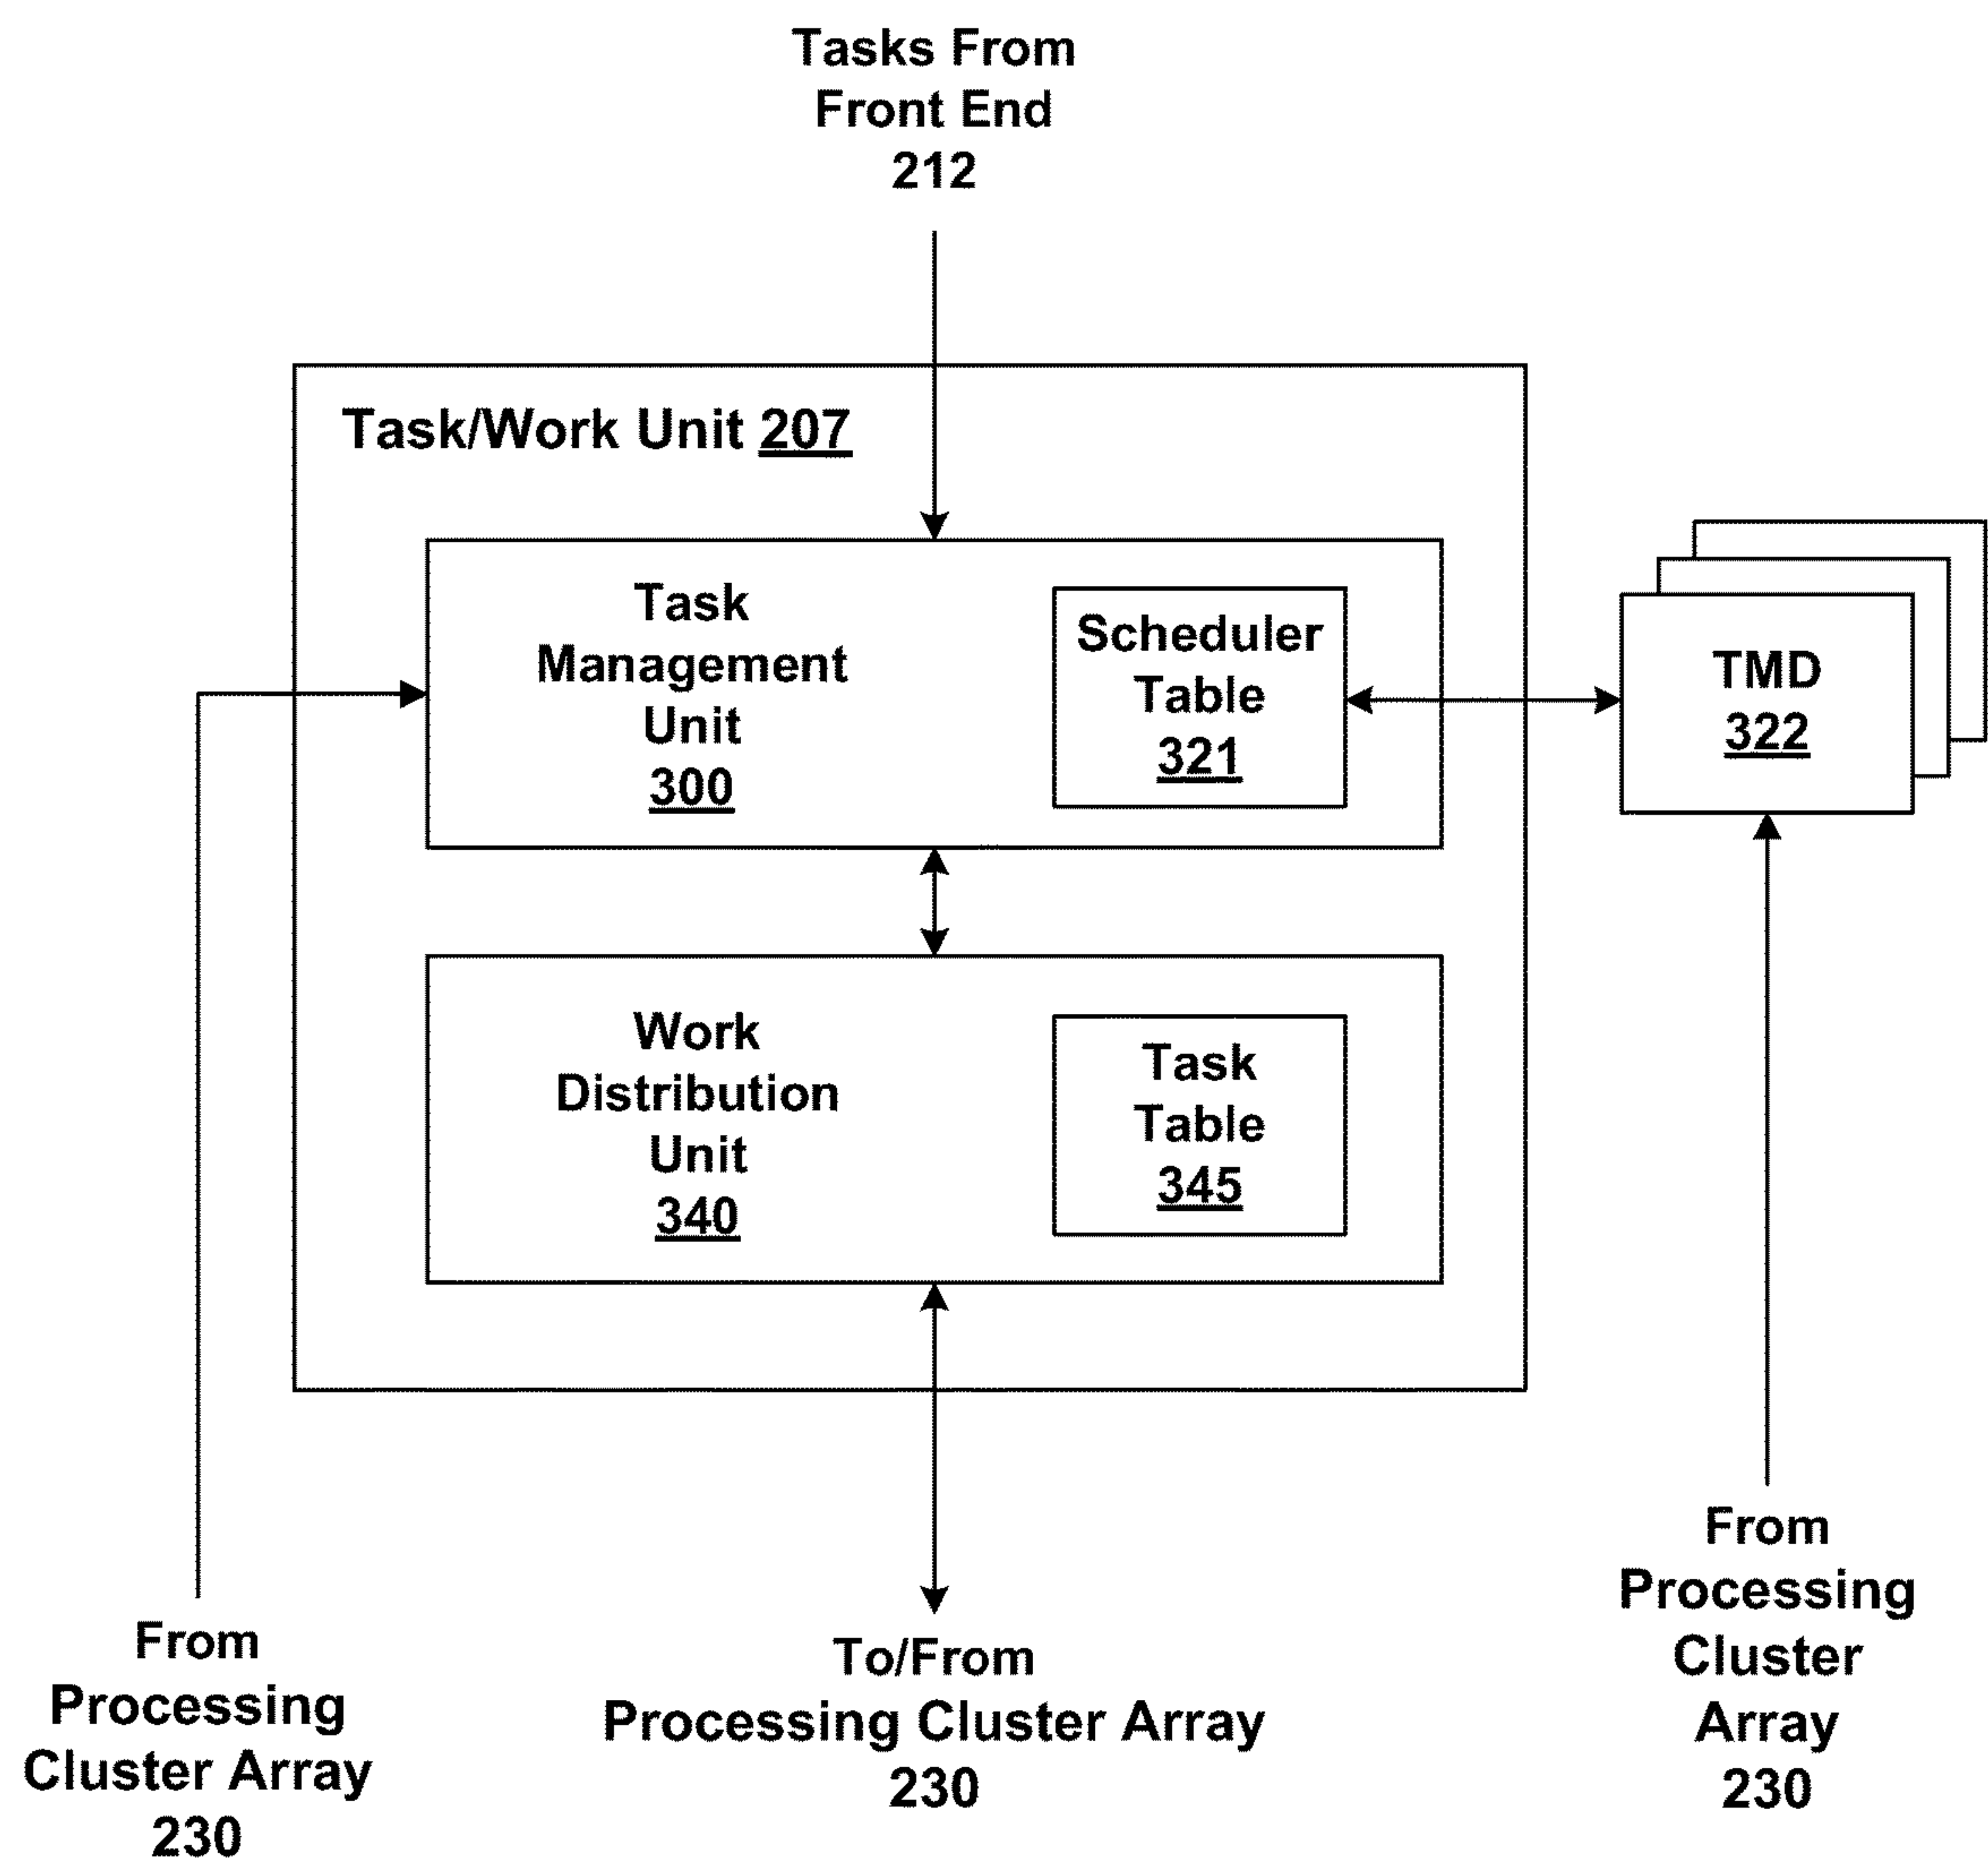 Tasks From
Front End
212
Task/Work Unit 207
Task
Management
Unit
300
Scheduler
Table
321
TMD
322
Work
Distribution
Unit
340
Task
Table
345
From
Processing
Cluster Array
230
To/From
Processing Cluster Array
230
From
Processing
Cluster
Array
230